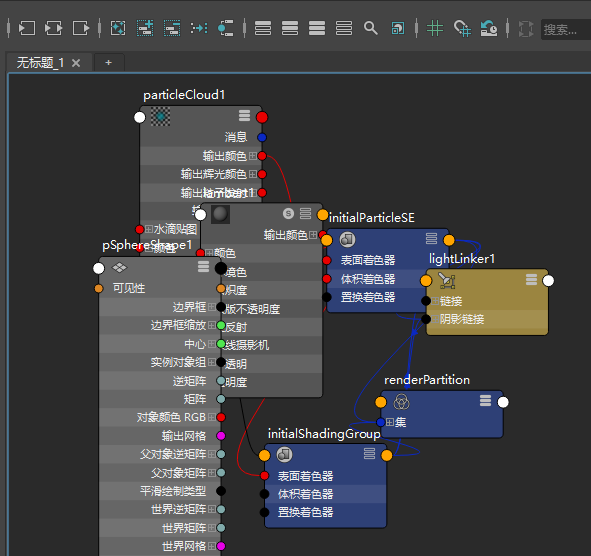 搜索...
无标题_1
particleCloud1
消息
输出颜色
输出辉光颜色
水滴贴图
initialParticleSE
输出颜色
表面着色器
体积着色器
置换着色器
pSphereShape1
颜色
可见性
版不透明度
反射
线摄影机
透明
明度
边界框
边界框缩放
中心
实例对象组
逆矩阵
矩阵
对象颜色 RGB
输出网格
父对象逆矩阵
父对象矩阵
平滑绘制类型
世界逆矩阵
世界矩阵
世界网格
lightLinker1
链接
阴影链接
renderPartition
集
initialShadingGroup
表面着色器
体积着色器
置换着色器